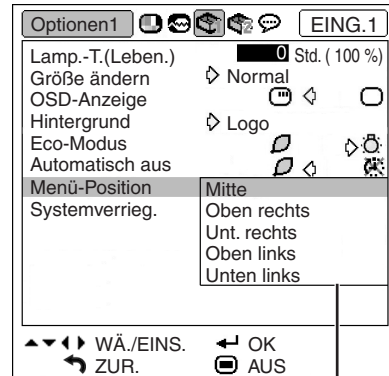 Optionen1 EING.1
Lamp.-T.(Leben.) 0 Std. ( 100 %)
Größe ändern Normal
OSD-Anzeige
Hintergrund Logo
Eco-Modus
Automatisch aus
Menü-Position Mitte
Systemverrieg. Oben rechts
Unt. rechts
Oben links
Unten links
WÄ./EINS. OK
ZUR. AUS